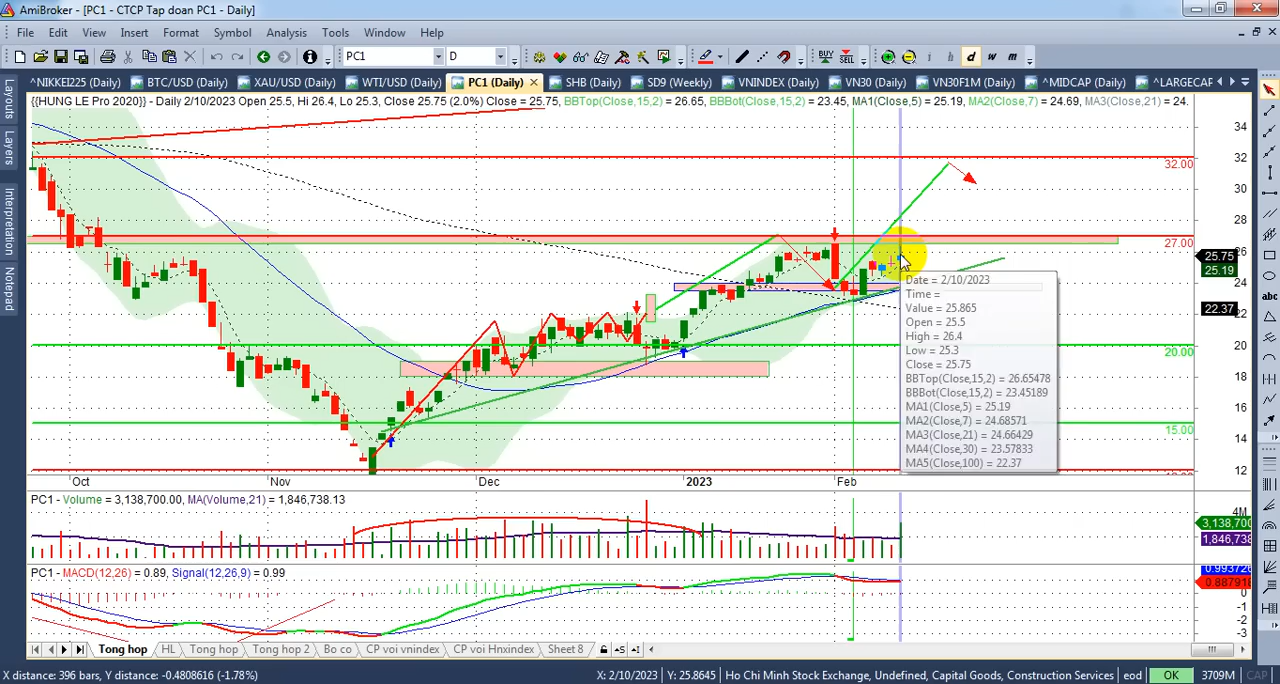 AmiBroker - [PC1 - CTCP Tap doan PC1 - Daily]
File Edit View Insert Format Symbol Analysis Tools Window Help
PC1 D BUY SELL i h d w m
Layouts
Layers
Interpretation
Notepad
^NIKKEI225 (Daily) BTC/USD (Daily) XAU/USD (Daily) WTI/USD (Daily) PC1 (Daily) SHB (Daily) SD9 (Weekly) VNINDEX (Daily) VN30 (Daily) VN30F1M (Daily) ^MIDCAP (Daily) ^LARGECAP
{{HUNG LE Pro 2020}} - Daily 2/10/2023 Open 25.5, Hi 26.4, Lo 25.3, Close 25.75 (2.0%) Close = 25.75, BBTop(Close,15,2) = 26.65, BBBot(Close,15,2) = 23.45, MA1(Close,5) = 25.19, MA2(Close,7) = 24.69, MA3(Close,21) = 24.
34
32
32.00
30
28
27.00
26
25.75
25.19
24
22.37
22
20.00
18
16
15.00
14
12
Date = 2/10/2023
Time =
Value = 25.865
Open = 25.5
High = 26.4
Low = 25.3
Close = 25.75
BBTop(Close,15,2) = 26.65478
BBBot(Close,15,2) = 23.45189
MA1(Close,5) = 25.19
MA2(Close,7) = 24.68571
MA3(Close,21) = 24.66429
MA4(Close,30) = 23.57833
MA5(Close,100) = 22.37
Oct Nov Dec 2023 Feb
PC1 - Volume = 3,138,700.00, MA(Volume,21) = 1,846,738.13
4M
3,138,700
1,846,738
PC1 - MACD(12,26) = 0.89, Signal(12,26,9) = 0.99
0.993726
0.887918
0
-1
-2
-3
Tong hop HL Tong hop Tong hop 2 Bo co CP voi vnindex CP voi Hnxindex Sheet 8
X distance: 396 bars, Y distance: -0.4808616 (-1.78%) X: 2/10/2023 Y: 25.8645 Ho Chi Minh Stock Exchange, Undefined, Capital Goods, Construction Services eod OK 3709M CAP
abc